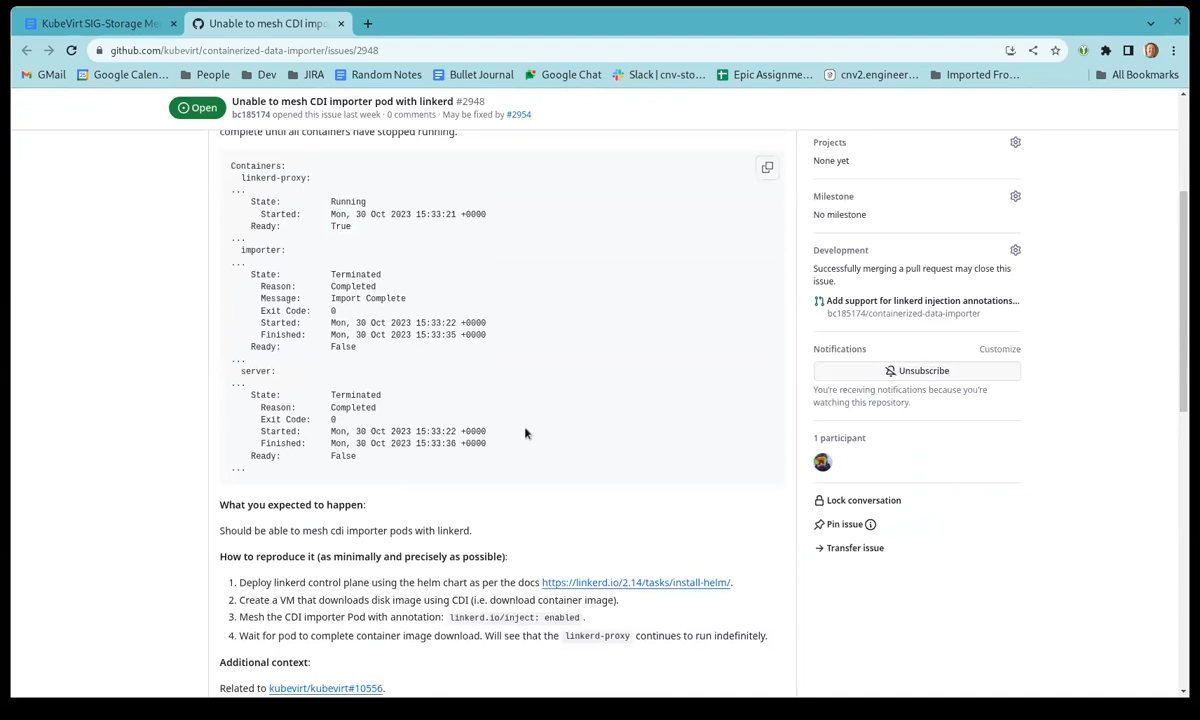 KubeVirt SIG-Storage Me
Unable to mesh CDI impo
github.com/kubevirt/containerized-data-importer/issues/2948
GMail
Google Calen...
People
Dev
JIRA
Random Notes
Bullet Journal
Google Chat
Slack | cnv-sto...
Epic Assignme...
cnv2.engineer...
Imported Fro...
All Bookmarks
Open
Unable to mesh CDI importer pod with linkerd #2948
bc185174 opened this issue last week · 0 comments · May be fixed by #2954
complete until all containers have stopped running.
Containers:
linkerd-proxy:
...
State: Running
Started: Mon, 30 Oct 2023 15:33:21 +0000
Ready: True
...
importer:
...
State: Terminated
Reason: Completed
Message: Import Complete
Exit Code: 0
Started: Mon, 30 Oct 2023 15:33:22 +0000
Finished: Mon, 30 Oct 2023 15:33:35 +0000
Ready: False
...
server:
...
State: Terminated
Reason: Completed
Exit Code: 0
Started: Mon, 30 Oct 2023 15:33:22 +0000
Finished: Mon, 30 Oct 2023 15:33:36 +0000
Ready: False
...
What you expected to happen:
Should be able to mesh cdi importer pods with linkerd.
How to reproduce it (as minimally and precisely as possible):
1. Deploy linkerd control plane using the helm chart as per the docs https://linkerd.io/2.14/tasks/install-helm/.
2. Create a VM that downloads disk image using CDI (i.e. download container image).
3. Mesh the CDI importer Pod with annotation: linkerd.io/inject: enabled.
4. Wait for pod to complete container image download. Will see that the linkerd-proxy continues to run indefinitely.
Additional context:
Related to kubevirt/kubevirt#10556.
Projects
None yet
Milestone
No milestone
Development
Successfully merging a pull request may close this
issue.
Add support for linkerd injection annotations...
bc185174/containerized-data-importer
Notifications
Customize
Unsubscribe
You're receiving notifications because you're
watching this repository.
1 participant
Lock conversation
Pin issue
Transfer issue